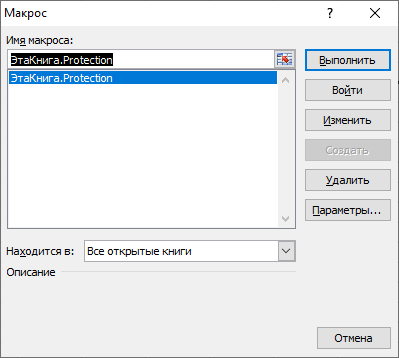 Макрос
?
Имя макроса:
ЭтаКнига.Protection
ЭтаКнига.Protection
Выполнить
Войти
Изменить
Создать
Удалить
Параметры...
Находится в:
Все открытые книги
Описание
Отмена